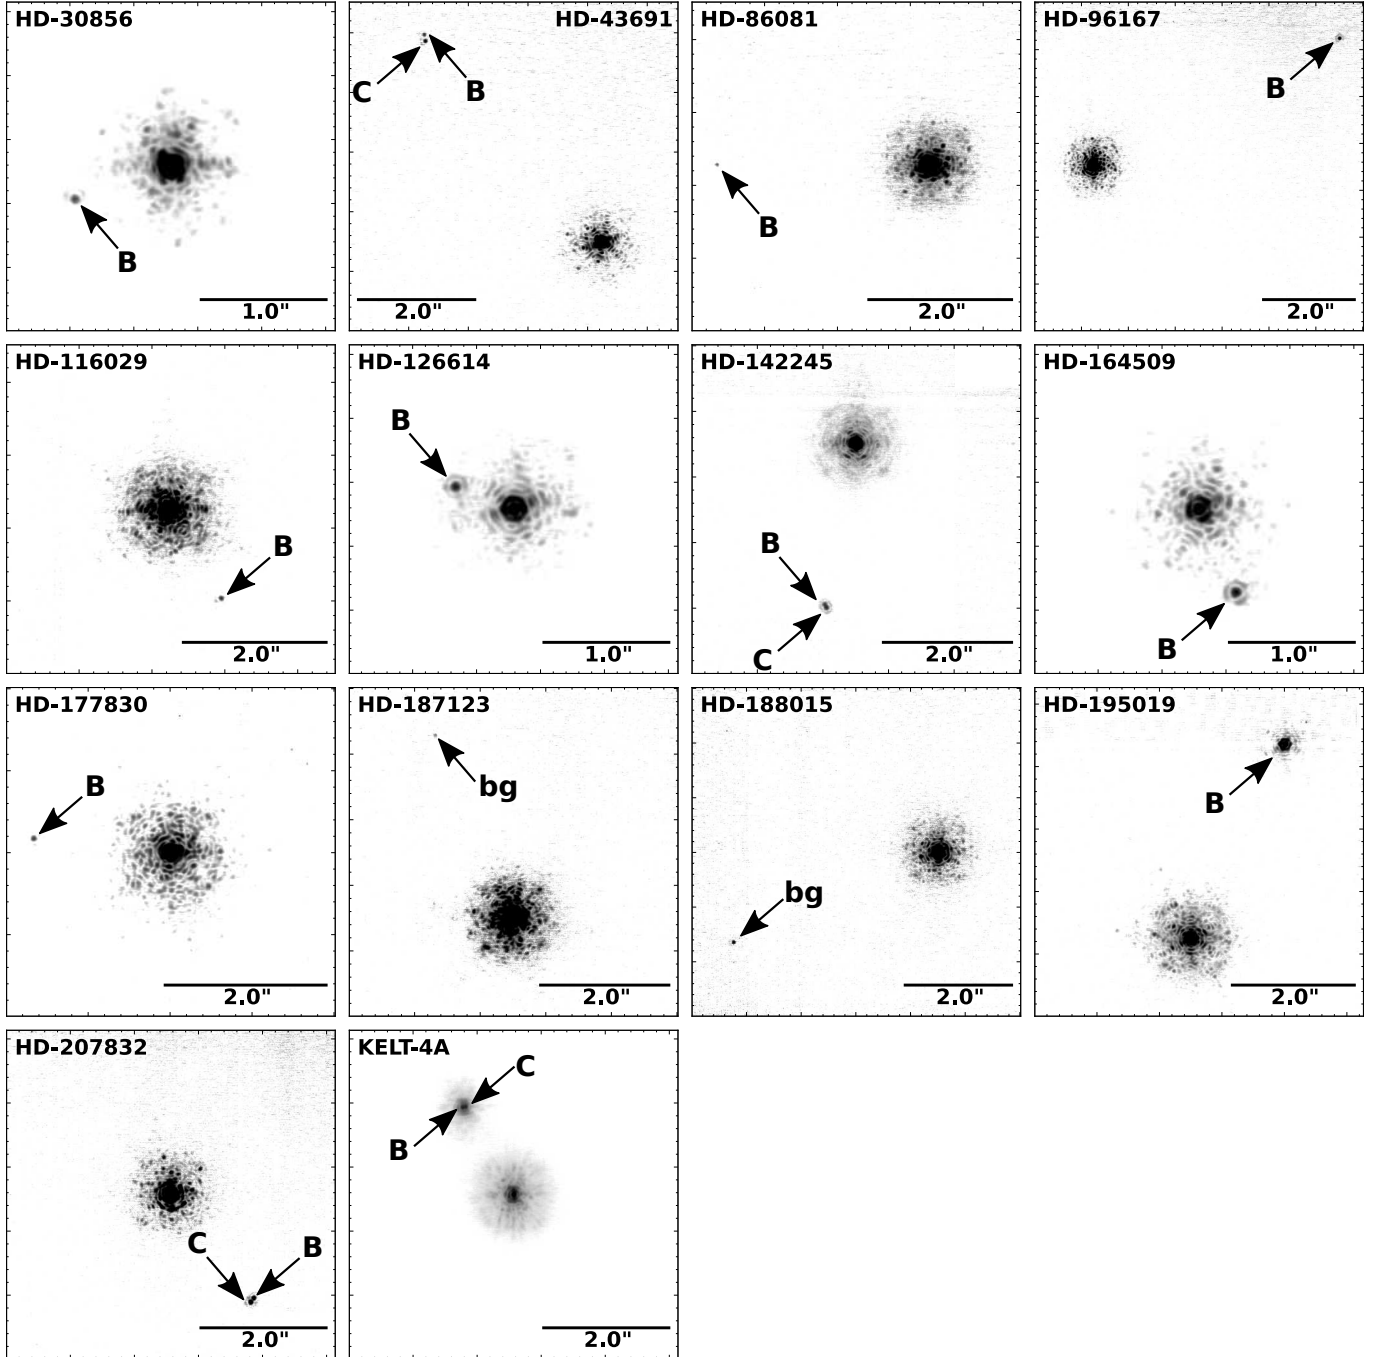 HD-30856
B
1.0"
HD-43691
C
B
2.0"
HD-86081
B
2.0"
HD-96167
B
2.0"
HD-116029
B
2.0"
HD-126614
B
1.0"
HD-142245
B
C
2.0"
HD-164509
B
1.0"
HD-177830
B
2.0"
HD-187123
bg
2.0"
HD-188015
bg
2.0"
HD-195019
B
2.0"
HD-207832
C
B
2.0"
KELT-4A
C
B
2.0"